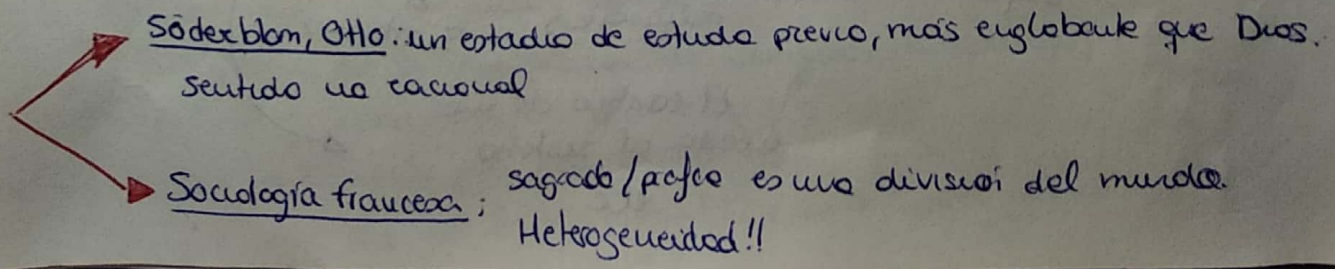 Söderblom, Otto: un estadio de estudio previo, más englobante que Dios.
sentido no racional
Sociología francesa; sagrado/profco es una división del mundo.
Heterogeneidad!!